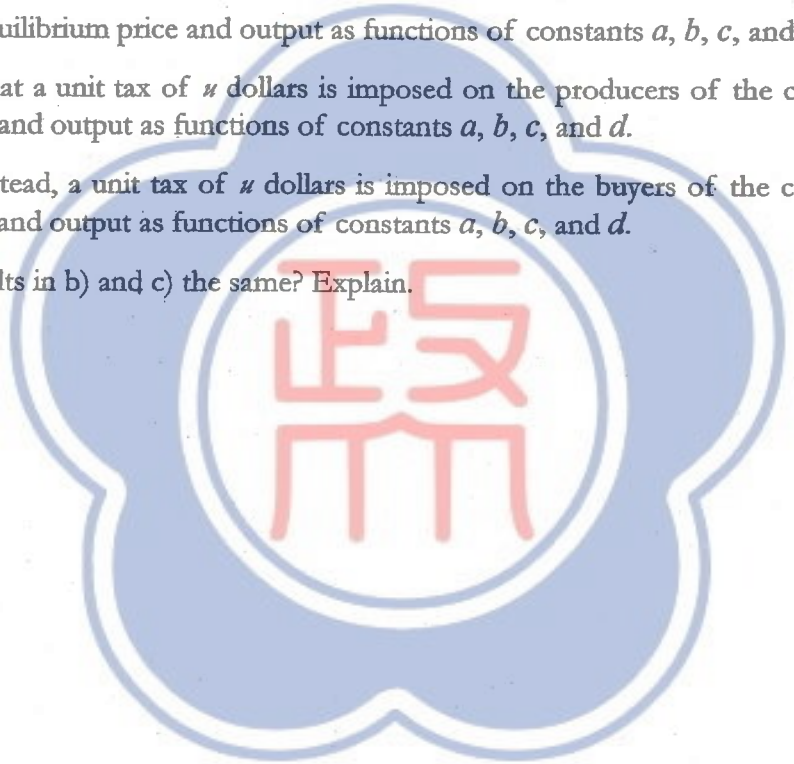 uilibrium price and output as functions of constants a, b, c, and
at a unit tax of u dollars is imposed on the producers of the c
and output as functions of constants a, b, c, and d.
tead, a unit tax of u dollars is imposed on the buyers of the c
and output as functions of constants a, b, c, and d.
lts in b) and c) the same? Explain.
政大